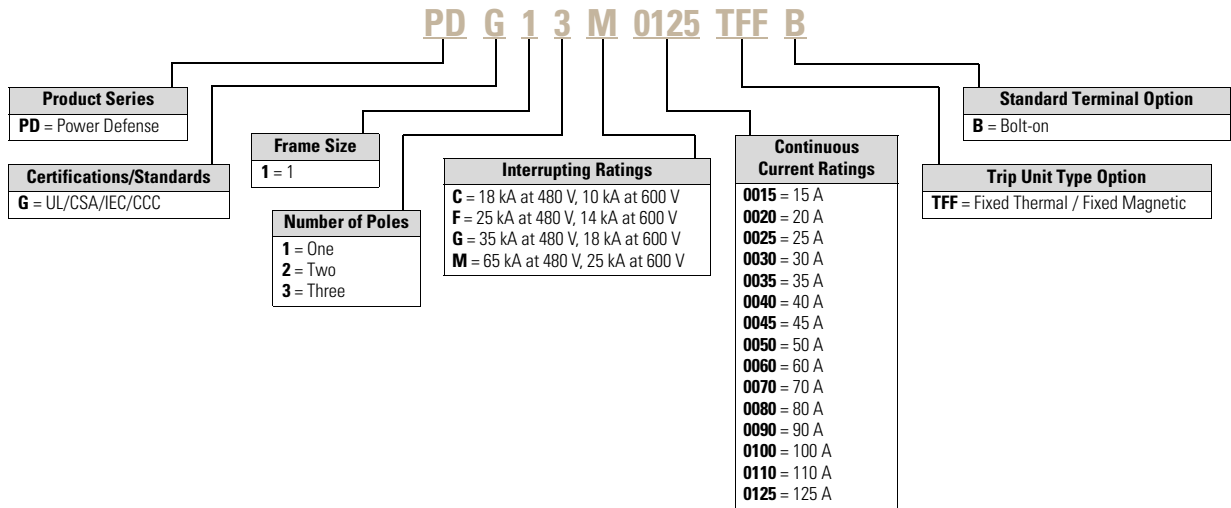 PD G 1 3 M 0125 TFF B
Product Series
PD = Power Defense
Certifications/Standards
G = UL/CSA/IEC/CCC
Frame Size
1 = 1
Number of Poles
1 = One
2 = Two
3 = Three
Interrupting Ratings
C = 18 kA at 480 V, 10 kA at 600 V
F = 25 kA at 480 V, 14 kA at 600 V
G = 35 kA at 480 V, 18 kA at 600 V
M = 65 kA at 480 V, 25 kA at 600 V
Continuous
Current Ratings
0015 = 15 A
0020 = 20 A
0025 = 25 A
0030 = 30 A
0035 = 35 A
0040 = 40 A
0045 = 45 A
0050 = 50 A
0060 = 60 A
0070 = 70 A
0080 = 80 A
0090 = 90 A
0100 = 100 A
0110 = 110 A
0125 = 125 A
Standard Terminal Option
B = Bolt-on
Trip Unit Type Option
TFF = Fixed Thermal / Fixed Magnetic